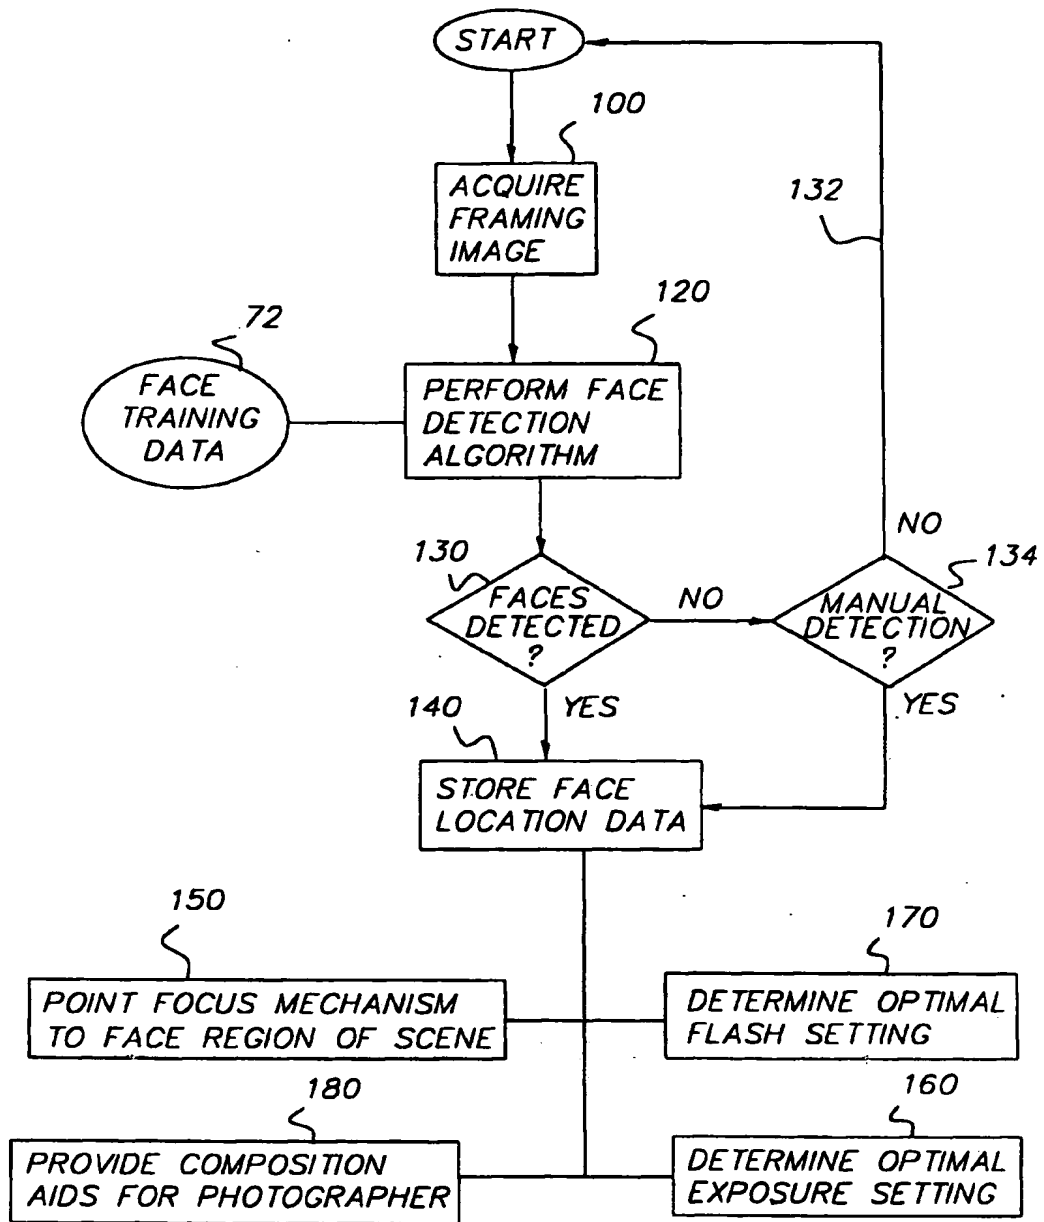 START
100
ACQUIRE
FRAMING
IMAGE
132
120
72
FACE
TRAINING
DATA
PERFORM FACE
DETECTION
ALGORITHM
NO
130
134
FACES
DETECTED
?
NO
MANUAL
DETECTION
?
YES
YES
140
STORE FACE
LOCATION DATA
150
170
POINT FOCUS MECHANISM
TO FACE REGION OF SCENE
DETERMINE OPTIMAL
FLASH SETTING
180
160
PROVIDE COMPOSITION
AIDS FOR PHOTOGRAPHER
DETERMINE OPTIMAL
EXPOSURE SETTING